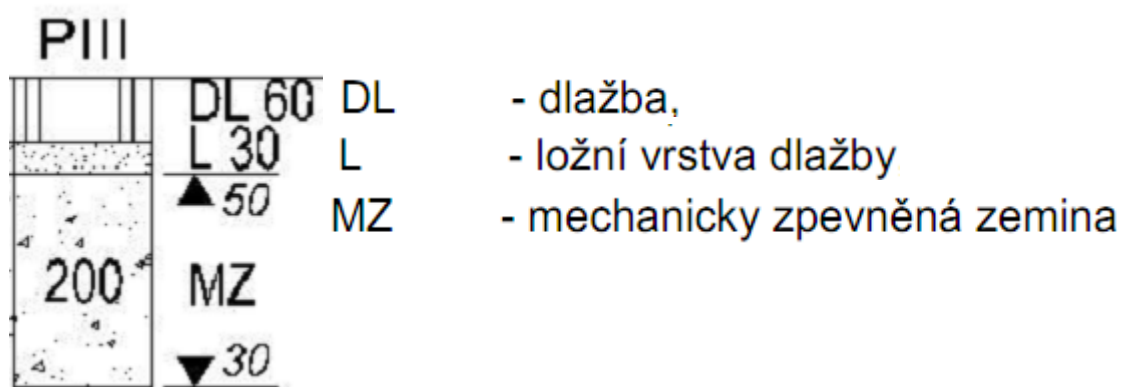 PIII
DL 60 DL - dlažba,
L 30 L - ložní vrstva dlažby
▲ 50 MZ - mechanicky zpevněná zemina
200 MZ
▼ 30